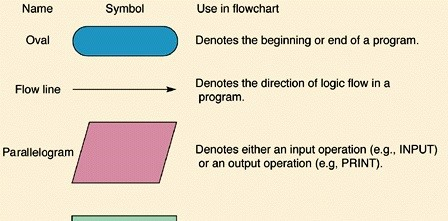 Name Symbol Use in flowchart
Oval Denotes the beginning or end of a program.
Flow line Denotes the direction of logic flow in a
program.
Parallelogram Denotes either an input operation (e.g., INPUT)
or an output operation (e.g, PRINT).